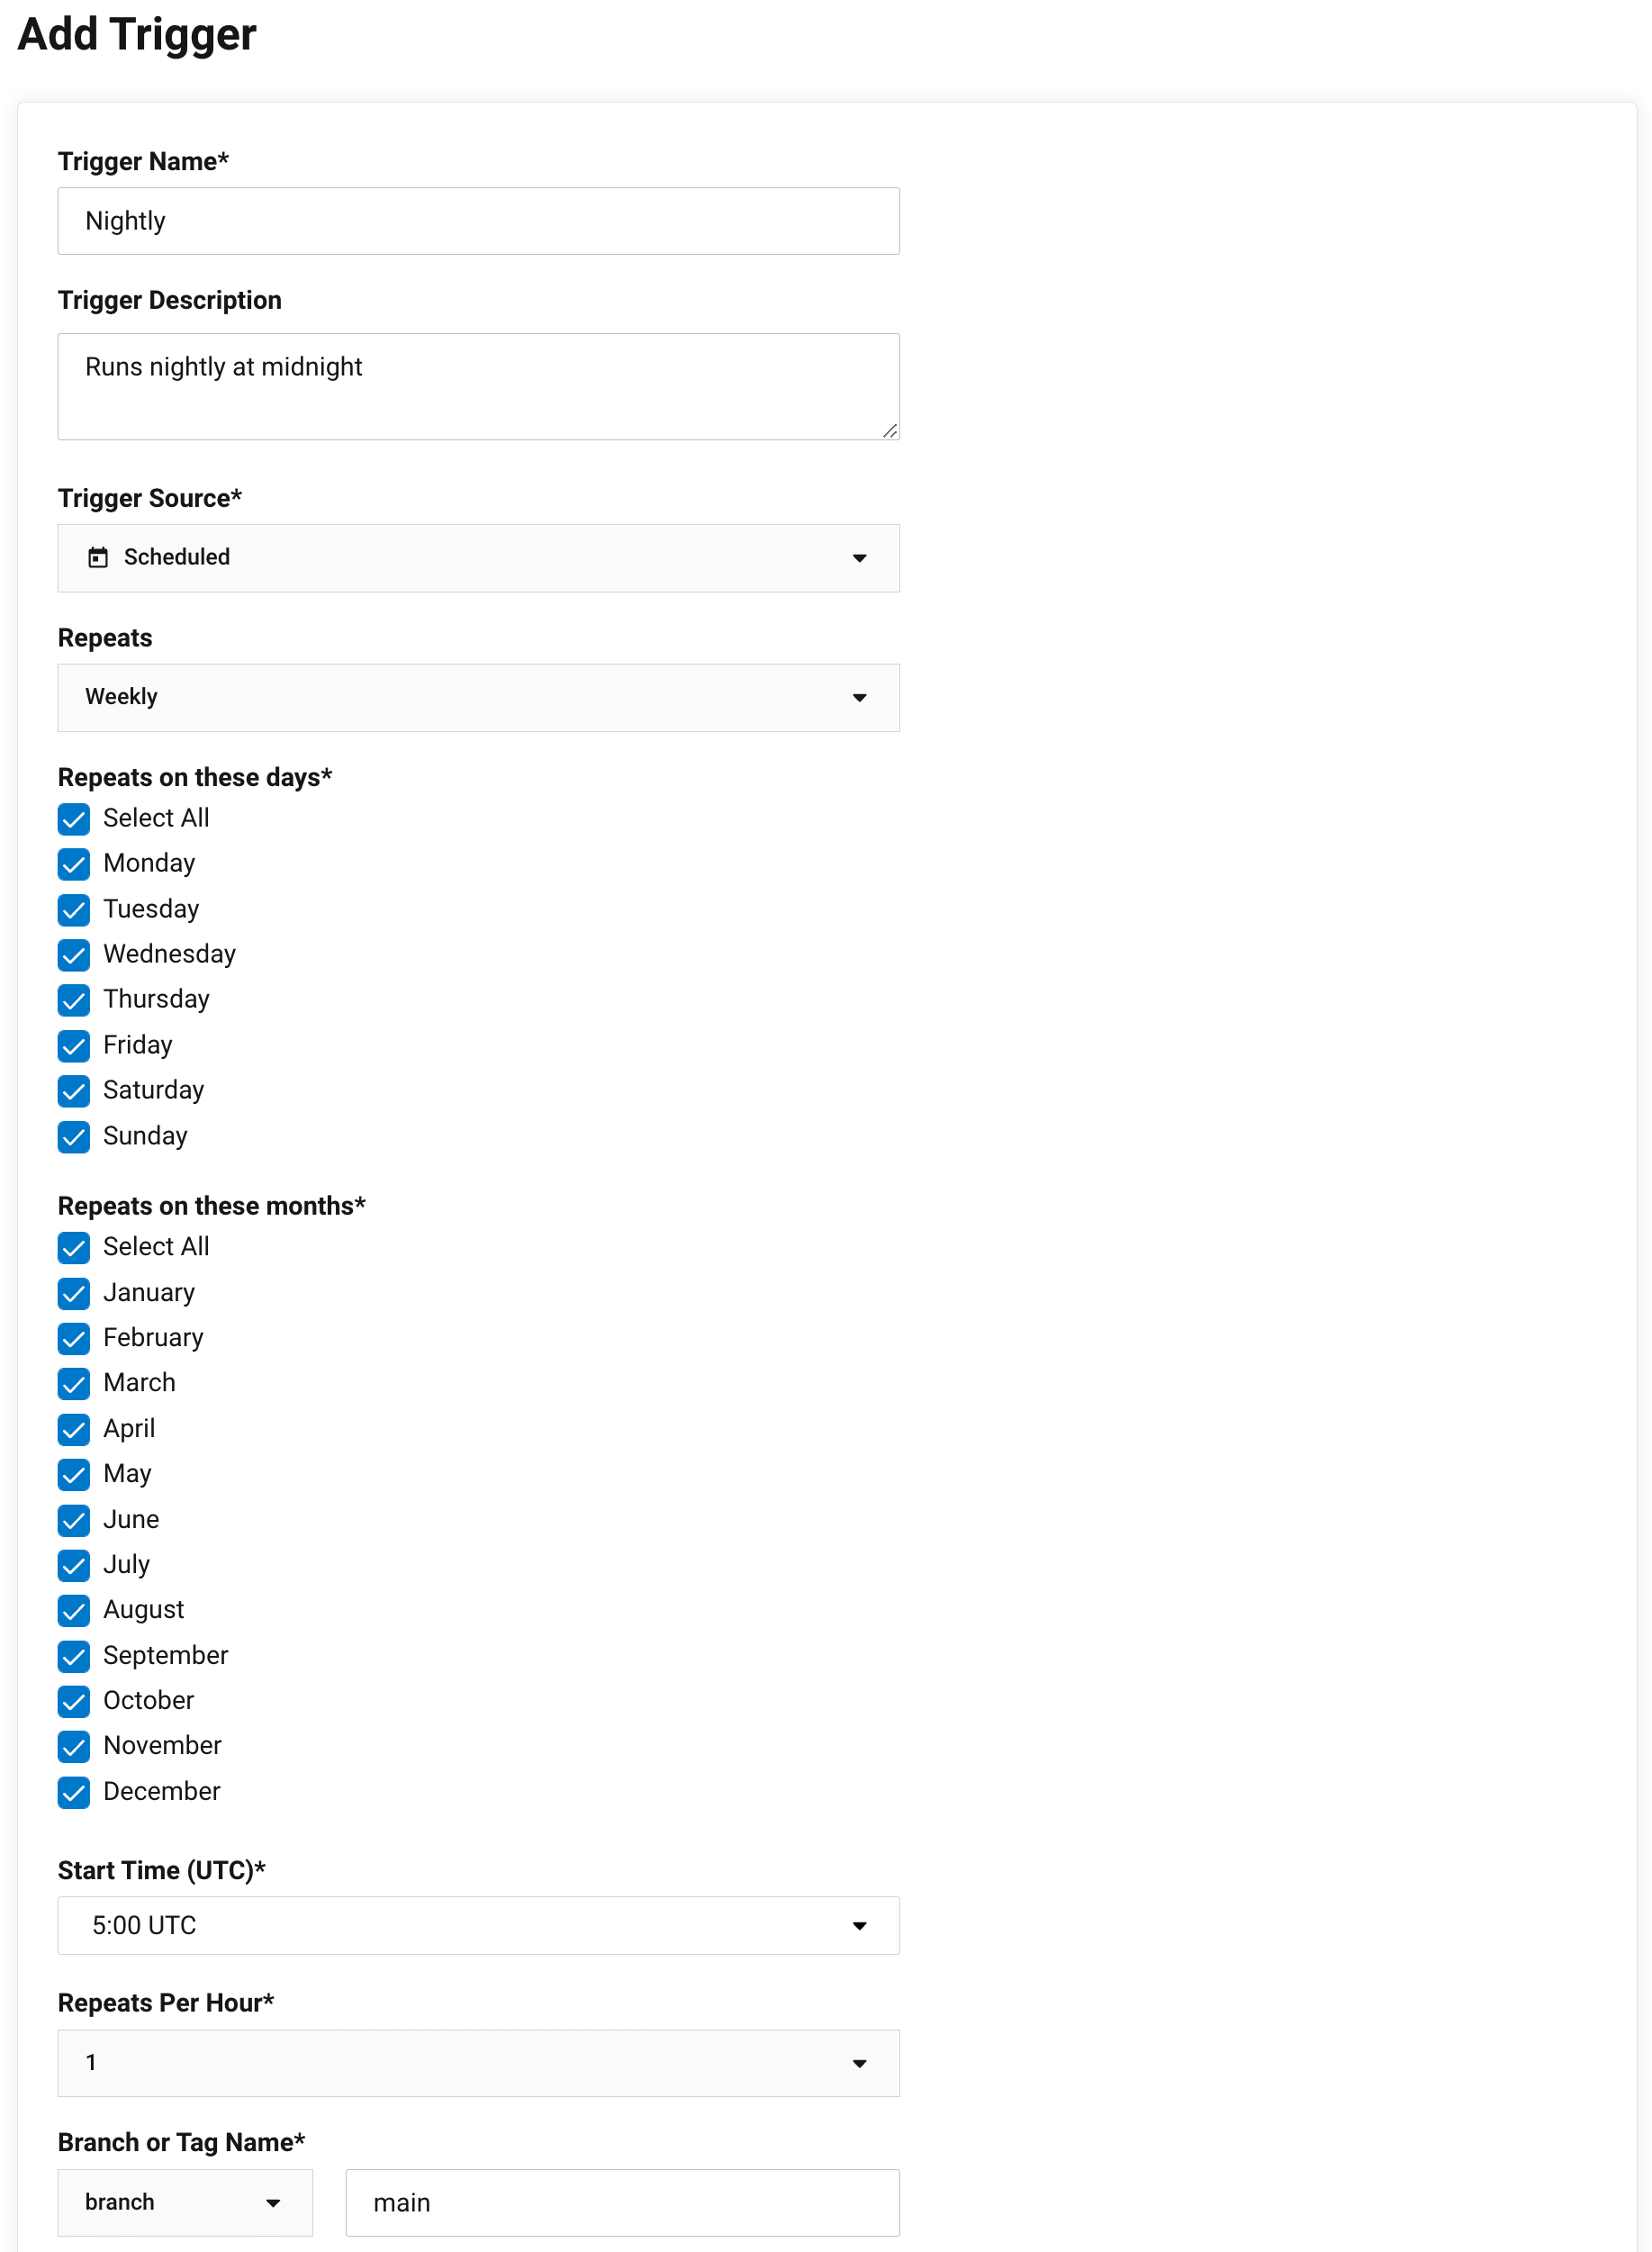 Add Trigger
Trigger Name*
Nightly
Trigger Description
Runs nightly at midnight
Trigger Source*
Scheduled
Repeats
Weekly
Repeats on these days*
Select All
Monday
Tuesday
Wednesday
Thursday
Friday
Saturday
Sunday
Repeats on these months*
Select All
January
February
March
April
May
June
July
August
September
October
November
December
Start Time (UTC)*
5:00 UTC
Repeats Per Hour*
1
Branch or Tag Name*
branch main